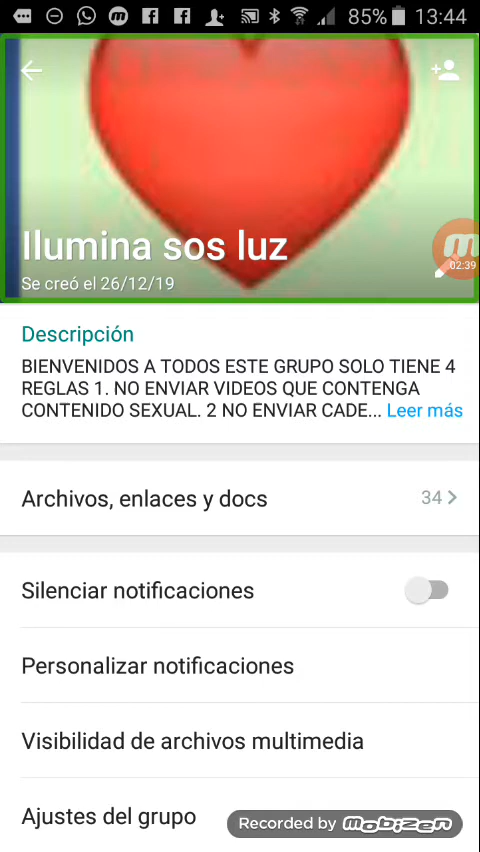 85% 13:44
Ilumina sos luz
Se creó el 26/12/19
02:39
Descripción
BIENVENIDOS A TODOS ESTE GRUPO SOLO TIENE 4
REGLAS 1. NO ENVIAR VIDEOS QUE CONTENGA
CONTENIDO SEXUAL. 2 NO ENVIAR CADE... Leer más
Archivos, enlaces y docs 34
Silenciar notificaciones
Personalizar notificaciones
Visibilidad de archivos multimedia
Ajustes del grupo
Recorded by mobizen